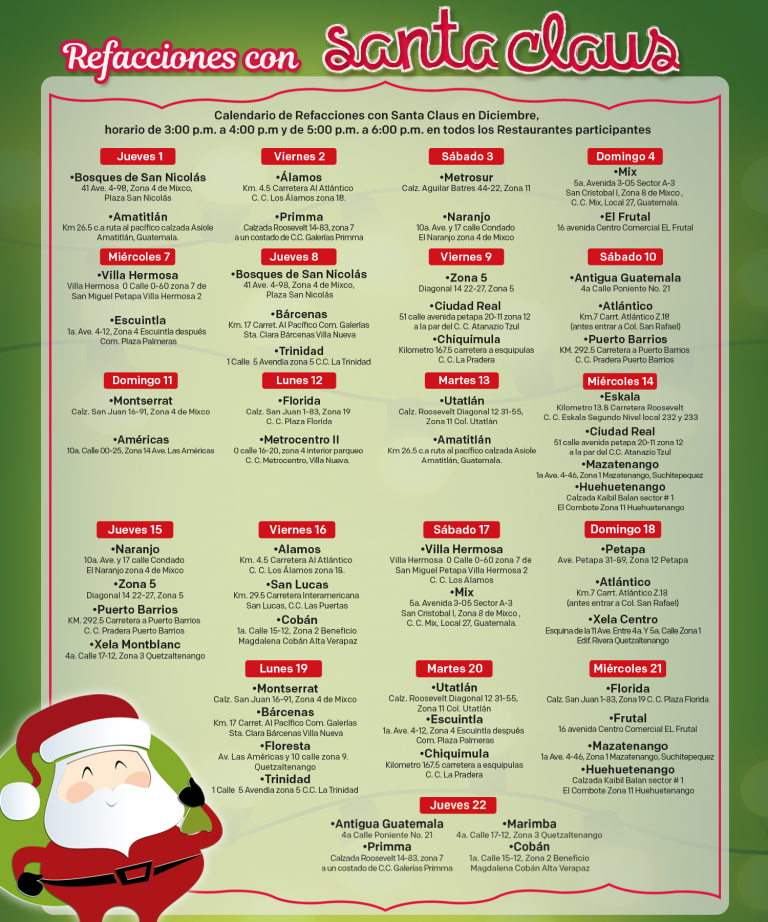 Refacciones con santa claus
Calendario de Refacciones con Santa Claus en Diciembre,
horario de 3:00 p.m. a 4:00 p.m y de 5:00 p.m. a 6:00 p.m. en todos los Restaurantes participantes
Jueves 1
•Bosques de San Nicolás
41 Ave. 4-98, Zona 4 de Mixco,
Plaza San Nicolás
•Amatitlán
Km 26.5 c.a ruta al pacífico calzada Asiole
Amatitlán, Guatemala.
Viernes 2
•Álamos
Km. 4.5 Carretera Al Atlántico
C. C. Los Álamos zona 18.
•Primma
Calzada Roosevelt 14-83, zona 7
a un costado de C.C. Galerías Primma
Sábado 3
•Metrosur
Calz. Aguilar Batres 44-22, Zona 11
•Naranjo
10a. Ave. y 17 calle Condado
El Naranjo zona 4 de Mixco
Domingo 4
•Mix
5a. Avenida 3-05 Sector A-3
San Cristobal I, Zona 8 de Mixco ,
C. C. Mix, Local 27, Guatemala.
•El Frutal
16 avenida Centro Comercial EL Frutal
Miércoles 7
•Villa Hermosa
Villa Hermosa 0 Calle 0-60 zona 7 de
San Miguel Petapa Villa Hermosa 2
•Escuintla
1a. Ave. 4-12, Zona 4 Escuintla después
Com. Plaza Palmeras
Jueves 8
•Bosques de San Nicolás
41 Ave. 4-98, Zona 4 de Mixco,
Plaza San Nicolás
•Bárcenas
Km. 17 Carret. Al Pacífico Com. Galerías
Sta. Clara Bárcenas Villa Nueva
•Trinidad
1 Calle 5 Avendia zona 5 C.C. La Trinidad
Viernes 9
•Zona 5
Diagonal 14 22-27, Zona 5
•Ciudad Real
51 calle avenida petapa 20-11 zona 12
a la par del C. C. Atanazio Tzul
•Chiquimula
Kilometro 167.5 carretera a esquipulas
C. C. La Pradera
Sábado 10
•Antigua Guatemala
4a Calle Poniente No. 21
•Atlántico
Km.7 Carrt. Atlántico Z.18
(antes entrar a Col. San Rafael)
•Puerto Barrios
KM. 292.5 Carretera a Puerto Barrios
C. C. Pradera Puerto Barrios
Domingo 11
•Montserrat
Calz. San Juan 16-91, Zona 4 de Mixco
•Américas
10a. Calle 00-25, Zona 14 Ave. Las Américas
Lunes 12
•Florida
Calz. San Juan 1-83, Zona 19
C. C. Plaza Florida
•Metrocentro II
0 calle 16-20, zona 4 interior parqueo
C. C. Metrocentro, Villa Nueva.
Martes 13
•Utatlán
Calz. Roosevelt Diagonal 12 31-55,
Zona 11 Col. Utatlán
•Amatitlán
Km 26.5 c.a ruta al pacífico calzada Asiole
Amatitlán, Guatemala.
Miércoles 14
•Eskala
Kilometro 13.8 Carretera Roosevelt
C. C. Eskala Segundo Nivel local 232 y 233
•Ciudad Real
51 calle avenida petapa 20-11 zona 12
a la par del C.C. Atanazio Tzul
•Mazatenango
1a Ave. 4-46, Zona 1 Mazatenango, Suchitepequez
•Huehuetenango
Calzada Kaibil Balan sector # 1
El Combote Zona 11 Huehuetenango
Jueves 15
•Naranjo
10a. Ave. y 17 calle Condado
El Naranjo zona 4 de Mixco
•Zona 5
Diagonal 14 22-27, Zona 5
•Puerto Barrios
KM. 292.5 Carretera a Puerto Barrios
C. C. Pradera Puerto Barrios
•Xela Montblanc
4a. Calle 17-12, Zona 3 Quetzaltenango
Viernes 16
•Alamos
Km. 4.5 Carretera Al Atlántico
C. C. Los Álamos zona 18.
•San Lucas
Km. 29.5 Carretera Interamericana
San Lucas, C.C. Las Puertas
•Cobán
1a. Calle 15-12, Zona 2 Beneficio
Magdalena Cobán Alta Verapaz
Sábado 17
•Villa Hermosa
Villa Hermosa 0 Calle 0-60 zona 7 de
San Miguel Petapa Villa Hermosa 2
C. C. Los Alamos
•Mix
5a. Avenida 3-05 Sector A-3
San Cristobal I, Zona 8 de Mixco ,
C. C. Mix, Local 27, Guatemala.
Domingo 18
•Petapa
Ave. Petapa 31-89, Zona 12 Petapa
•Atlántico
Km.7 Carrt. Atlántico Z.18
(antes entrar a Col. San Rafael)
•Xela Centro
Esquina de la 11 Ave. Entre 4a. Y 5a. Calle Zona 1
Edif. Rivera Quetzaltenango
Lunes 19
•Montserrat
Calz. San Juan 16-91, Zona 4 de Mixco
•Bárcenas
Km. 17 Carret. Al Pacífico Com. Galerías
Sta. Clara Bárcenas Villa Nueva
•Floresta
Av. Las Américas y 10 calle zona 9.
Quetzaltenango
•Trinidad
1 Calle 5 Avendia zona 5 C.C. La Trinidad
Martes 20
•Utatlán
Calz. Roosevelt Diagonal 12 31-55,
Zona 11 Col. Utatlán
•Escuintla
1a. Ave. 4-12, Zona 4 Escuintla después
Com. Plaza Palmeras
•Chiquimula
Kilometro 167.5 carretera a esquipulas
C. C. La Pradera
Miércoles 21
•Florida
Calz. San Juan 1-83, Zona 19 C. C. Plaza Florida
•Frutal
16 avenida Centro Comercial EL Frutal
•Mazatenango
1a Ave. 4-46, Zona 1 Mazatenango, Suchitepequez
•Huehuetenango
Calzada Kaibil Balan sector # 1
El Combote Zona 11 Huehuetenango
Jueves 22
•Antigua Guatemala
4a Calle Poniente No. 21
•Primma
Calzada Roosevelt 14-83, zona 7
a un costado de C.C. Galerías Primma
•Marimba
4a. Calle 17-12, Zona 3 Quetzaltenango
•Cobán
1a. Calle 15-12, Zona 2 Beneficio
Magdalena Cobán Alta Verapaz